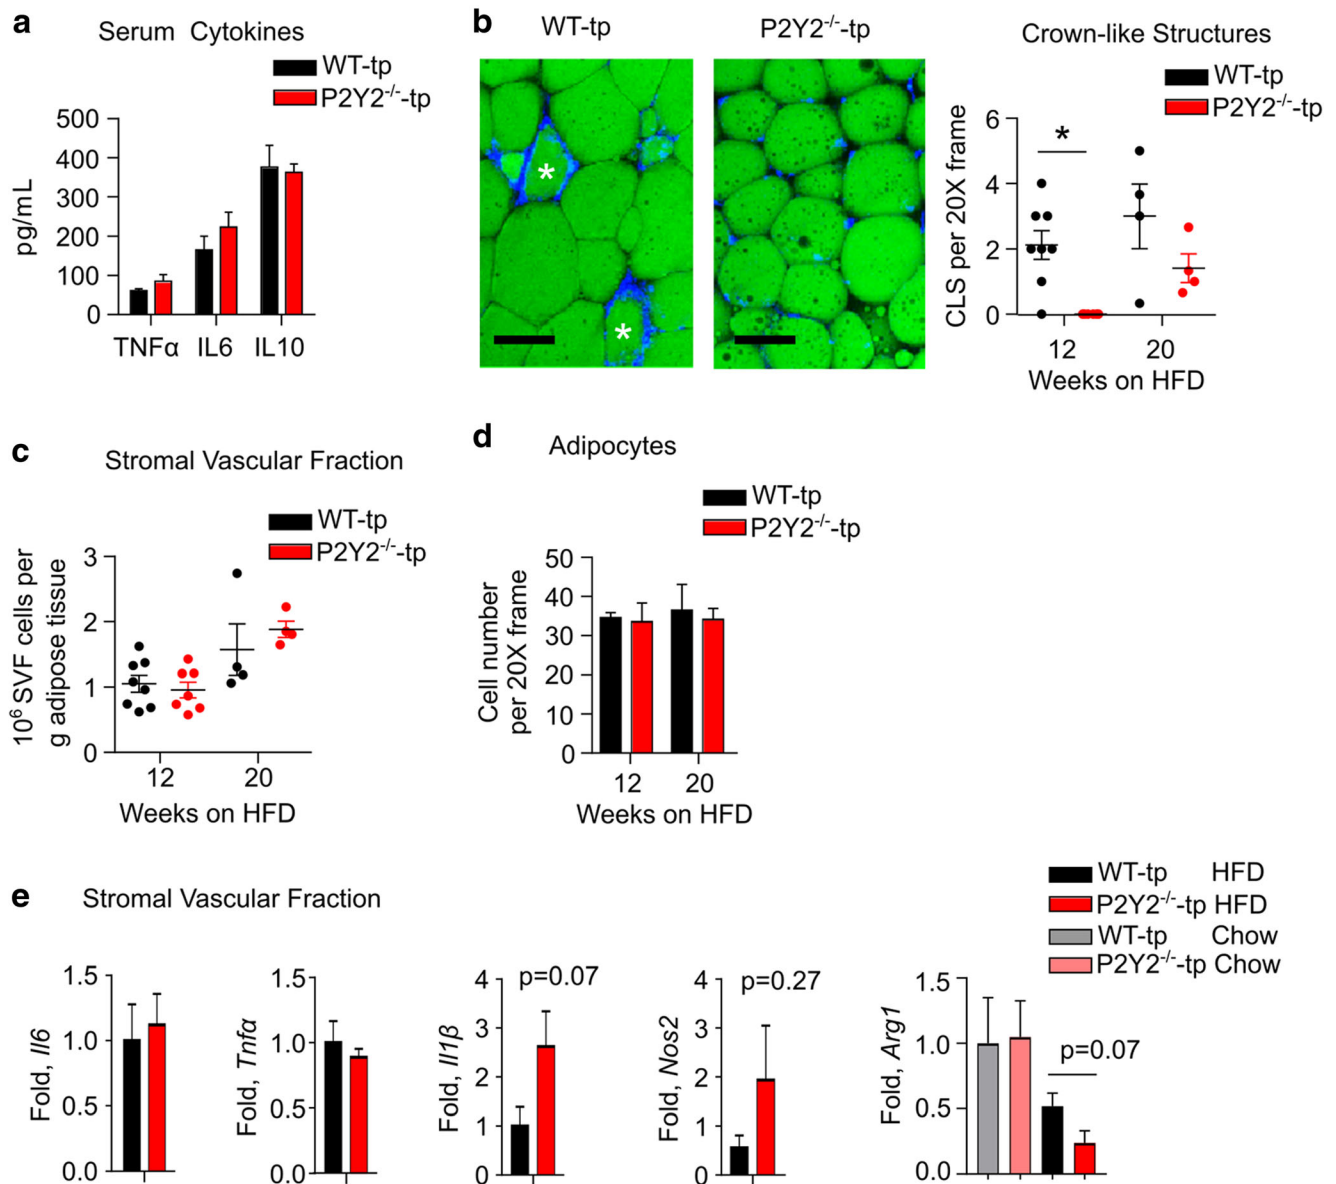 a
Serum Cytokines
WT-tp
P2Y2-/--tp
500
400
300
200
100
0
pg/mL
TNFα IL6 IL10
b
WT-tp
P2Y2-/--tp
*
*
Crown-like Structures
WT-tp
P2Y2-/--tp
6
4
2
0
CLS per 20X frame
*
12 20
Weeks on HFD
c
Stromal Vascular Fraction
WT-tp
P2Y2-/--tp
3
2
1
0
10⁶ SVF cells per
g adipose tissue
12 20
Weeks on HFD
d
Adipocytes
WT-tp
P2Y2-/--tp
50
40
30
20
10
0
Cell number
per 20X frame
12 20
Weeks on HFD
e
Stromal Vascular Fraction
WT-tp HFD
P2Y2-/--tp HFD
WT-tp Chow
P2Y2-/--tp Chow
1.5
1.0
0.5
0.0
Fold, Il6
1.5
1.0
0.5
0.0
Fold, Tnfα
4
3
2
1
0
Fold, Il1β
p=0.07
4
3
2
1
0
Fold, Nos2
p=0.27
1.5
1.0
0.5
0.0
Fold, Arg1
p=0.07